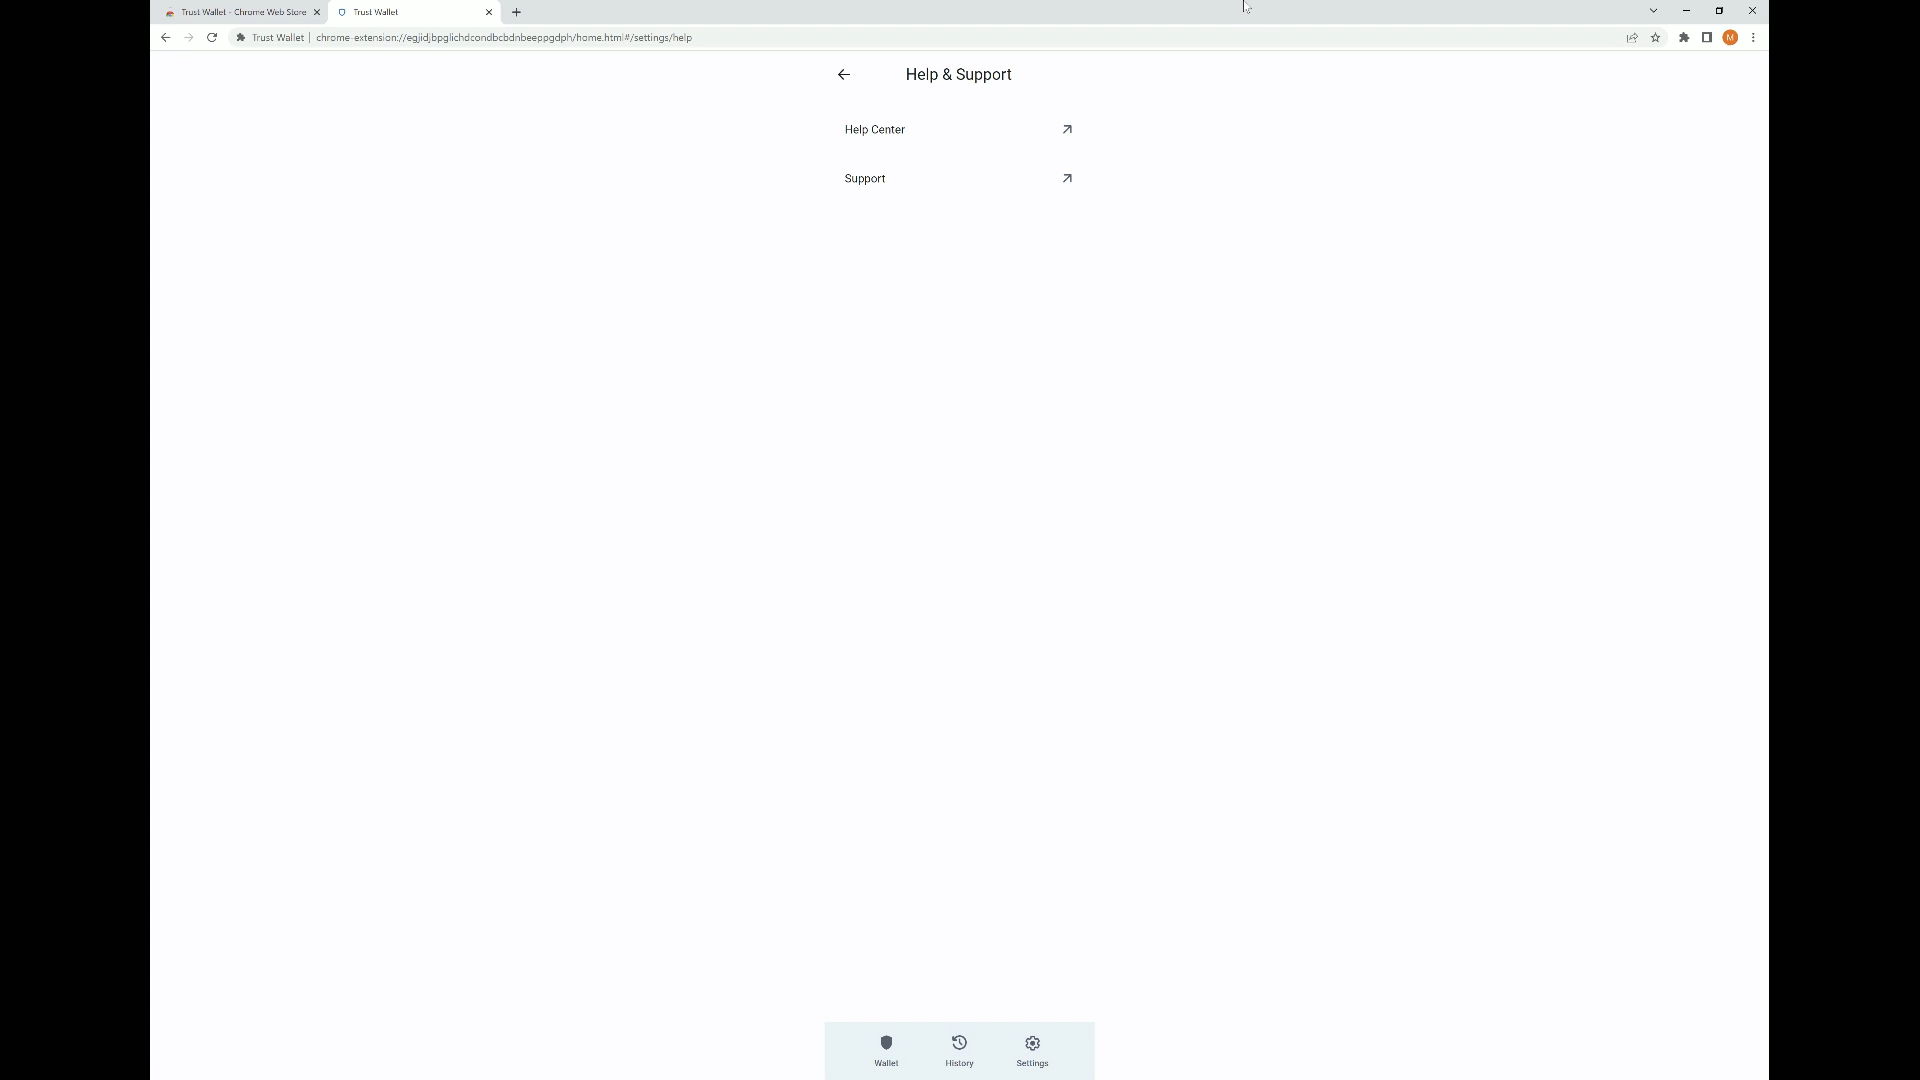 Trust Wallet - Chrome Web Store
Trust Wallet
Trust Wallet | chrome-extension://egjidjbpglichdcondbcbdnbeeppgdph/home.html#/settings/help
M
Help & Support
Help Center
Support
Wallet
History
Settings